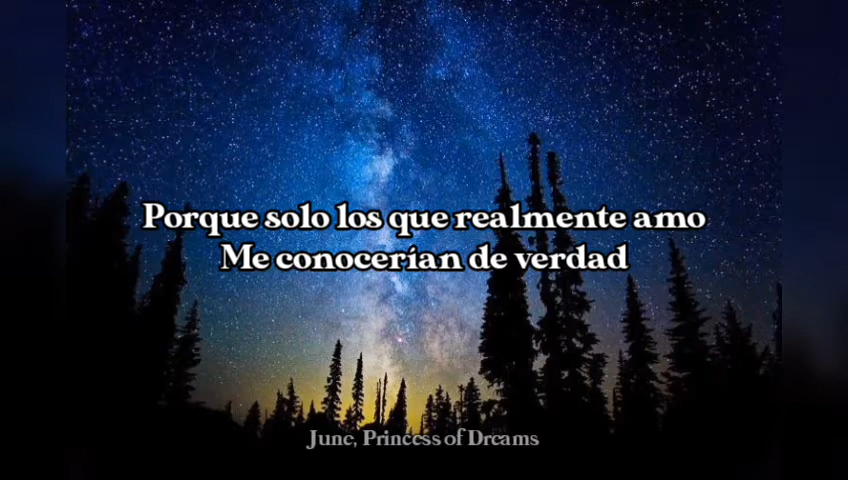 Porque solo los que realmente amo
Me conocerían de verdad
June, Princess of Dreams